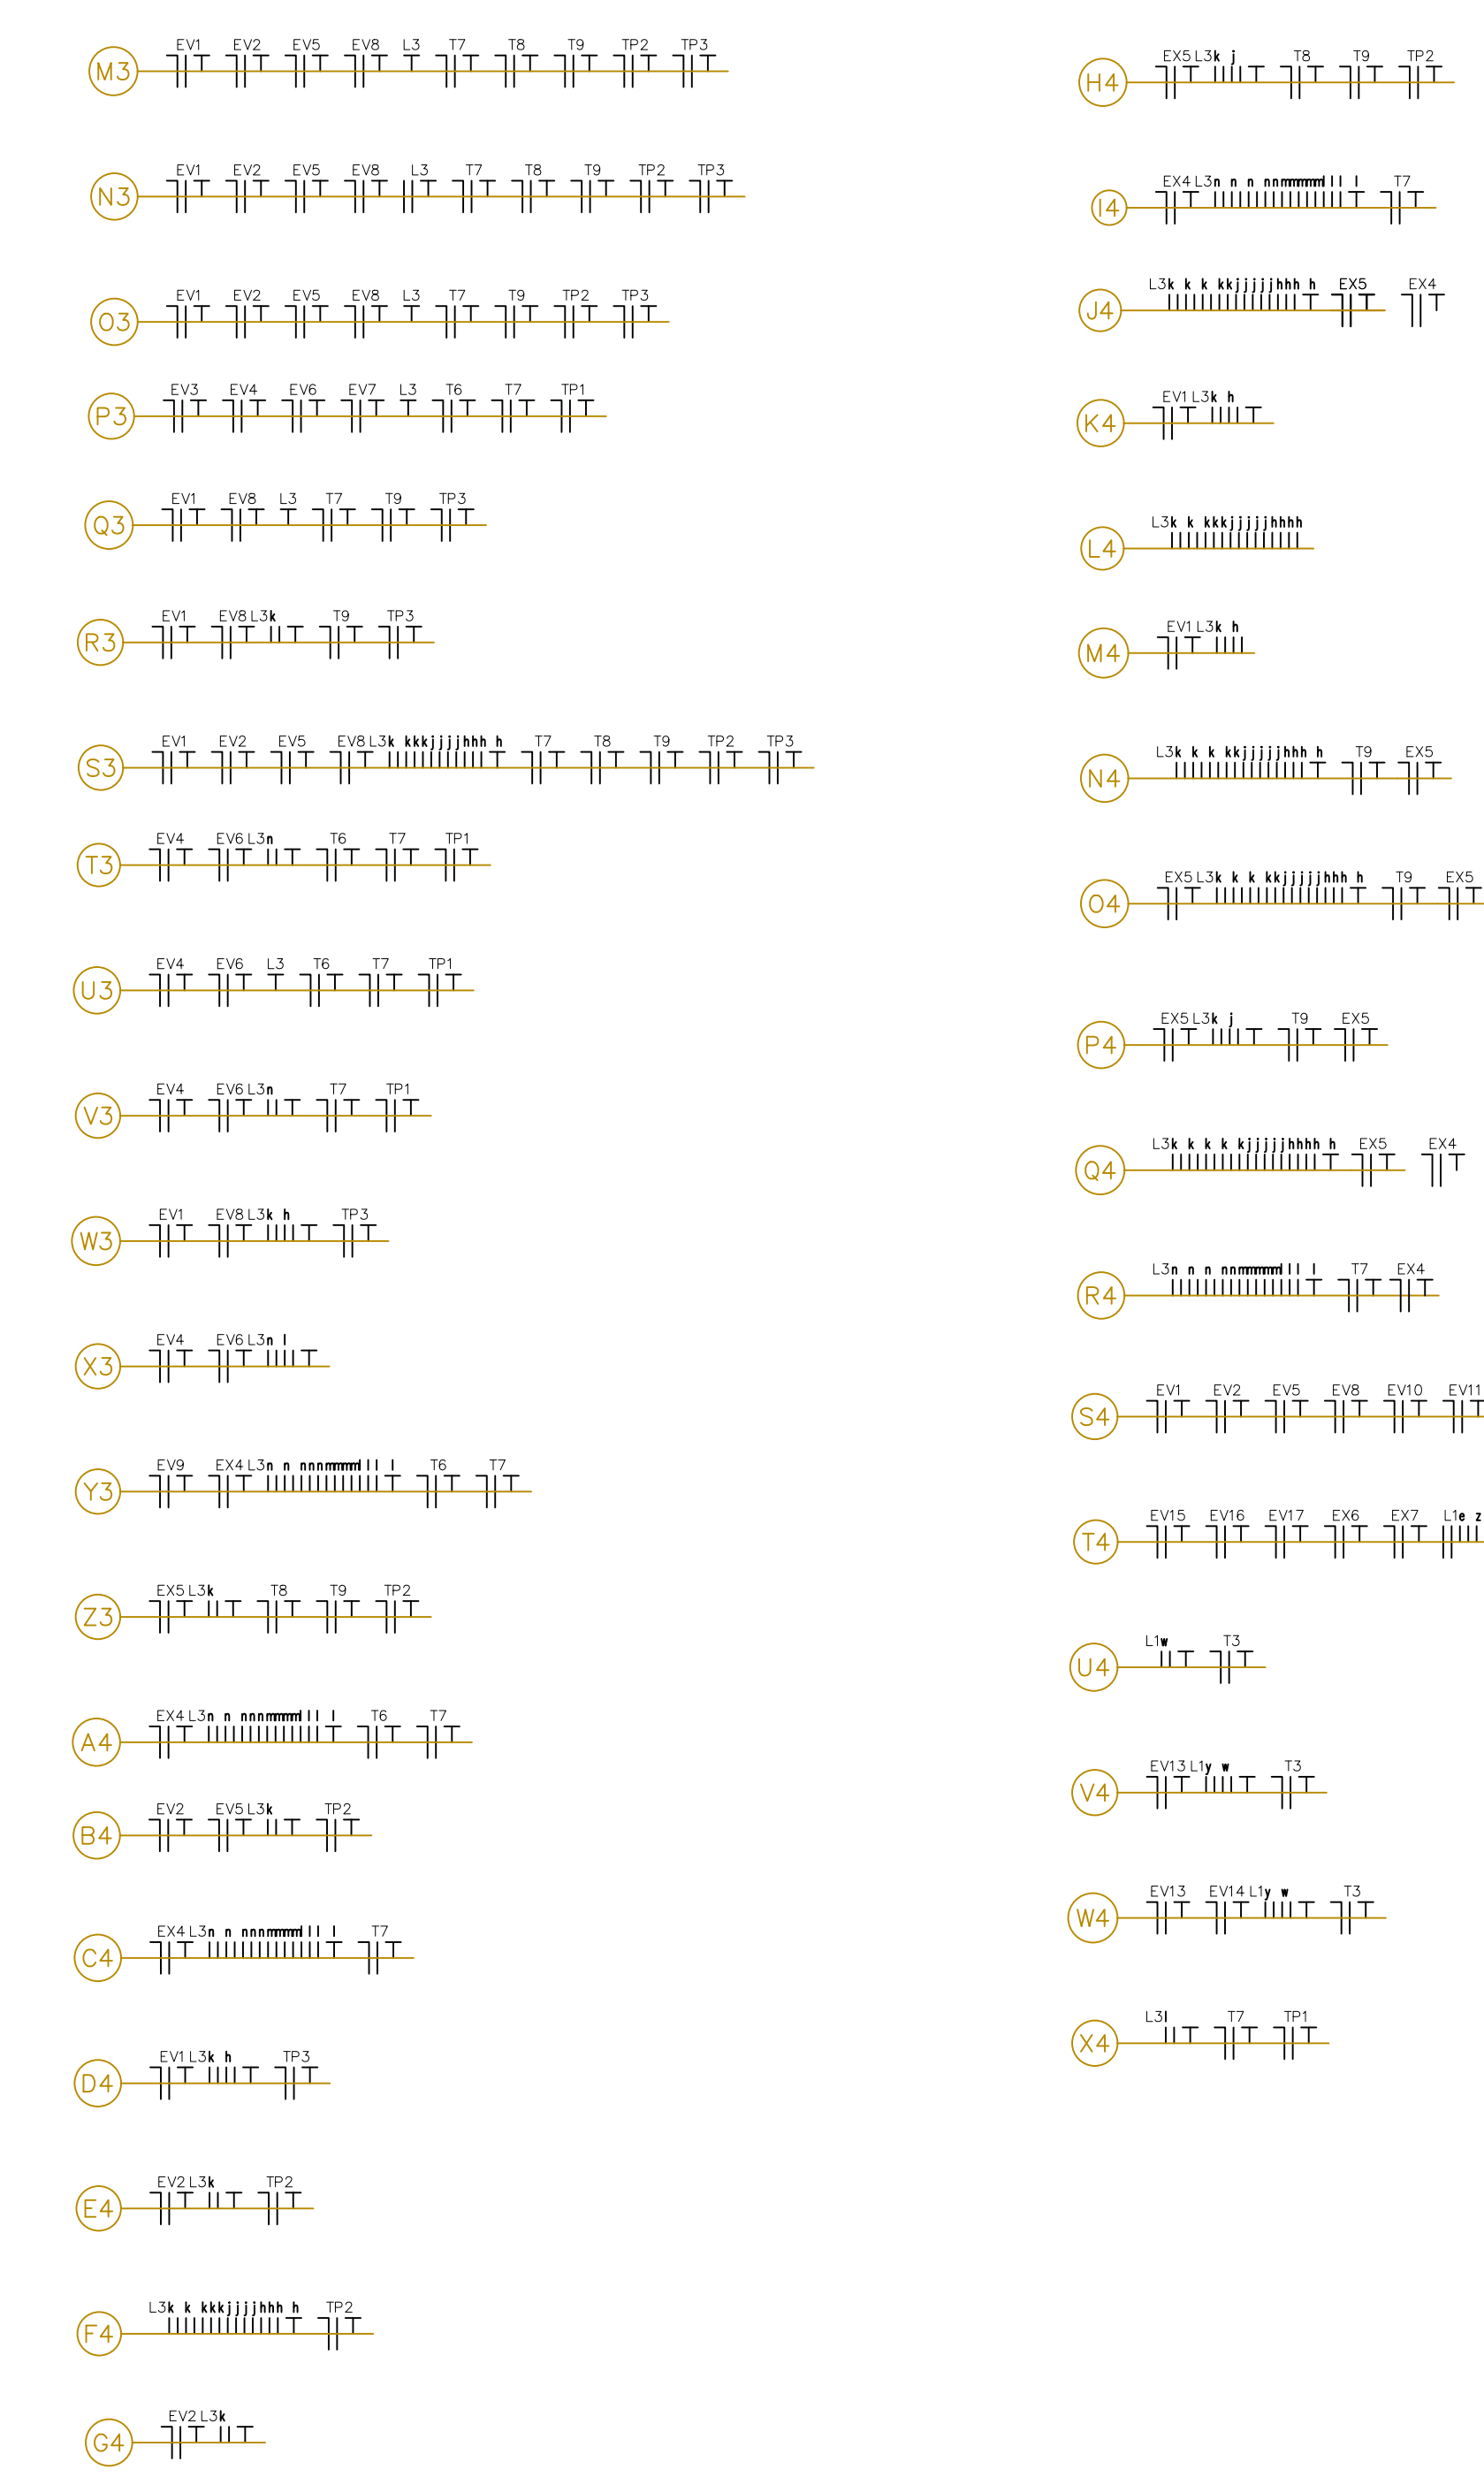 M3 EV1 EV2 EV5 EV8 L3 T7 T8 T9 TP2 TP3
N3 EV1 EV2 EV5 EV8 L3 T7 T8 T9 TP2 TP3
O3 EV1 EV2 EV5 EV8 L3 T7 T9 TP2 TP3
P3 EV3 EV4 EV6 EV7 L3 T6 T7 TP1
Q3 EV1 EV8 L3 T7 T9 TP3
R3 EV1 EV8 L3k T9 TP3
S3 EV1 EV2 EV5 EV8 L3k kkkjjjjhhh h T7 T8 T9 TP2 TP3
T3 EV4 EV6 L3n T6 T7 TP1
U3 EV4 EV6 L3 T6 T7 TP1
V3 EV4 EV6 L3n T7 TP1
W3 EV1 EV8 L3k h TP3
X3 EV4 EV6 L3n l
Y3 EV9 EX4 L3n n nnnmmmmlll l T6 T7
Z3 EX5 L3k T8 T9 TP2
A4 EX4 L3n n nnnmmmmlll l T6 T7
B4 EV2 EV5 L3k TP2
C4 EX4 L3n n nnnmmmmlll l T7
D4 EV1 L3k h TP3
E4 EV2 L3k TP2
F4 L3k k kkkjjjjhhh h TP2
G4 EV2 L3k
H4 EX5 L3k j T8 T9 TP2
I4 EX4 L3n n n nnmmmmmlll l T7
J4 L3k k k kkjjjjjhhh h EX5 EX4
K4 EV1 L3k h
L4 L3k k kkkjjjjjhhhh
M4 EV1 L3k h
N4 L3k k k kkjjjjjhhh h T9 EX5
O4 EX5 L3k k k kkjjjjjhhh h T9 EX5
P4 EX5 L3k j T9 EX5
Q4 L3k k k k kjjjjjhhhh h EX5 EX4
R4 L3n n n nnmmmmmlll l T7 EX4
S4 EV1 EV2 EV5 EV8 EV10 EV11
T4 EV15 EV16 EV17 EX6 EX7 L1e z
U4 L1w T3
V4 EV13 L1y w T3
W4 EV13 EV14 L1y w T3
X4 L3l T7 TP1